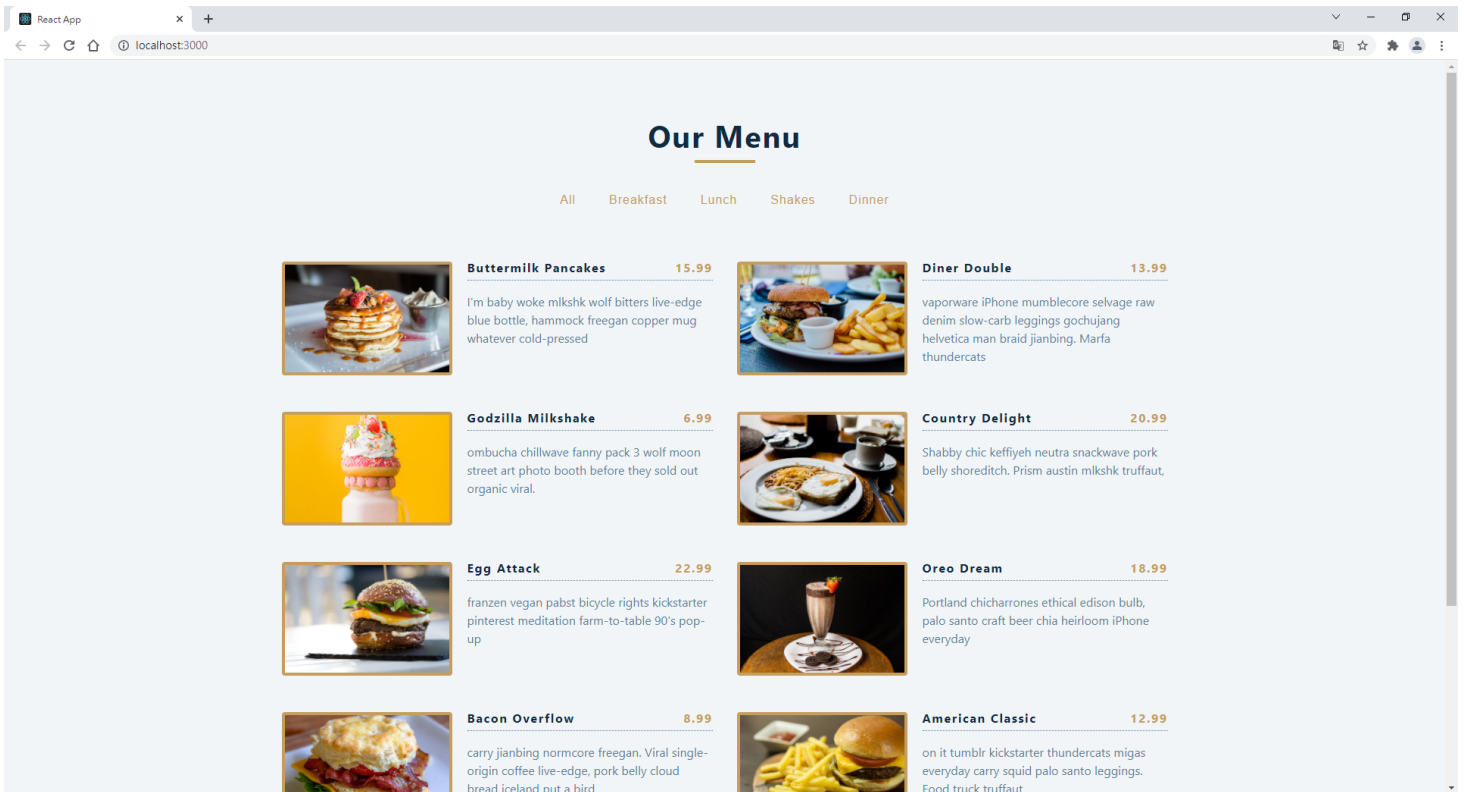 React App
localhost:3000
Our Menu
All Breakfast Lunch Shakes Dinner
Buttermilk Pancakes 15.99
I'm baby woke mlkshk wolf bitters live-edge
blue bottle, hammock freegan copper mug
whatever cold-pressed
Diner Double 13.99
vaporware iPhone mumblecore selvage raw
denim slow-carb leggings gochujang
helvetica man braid jianbing. Marfa
thundercats
Godzilla Milkshake 6.99
ombucha chillwave fanny pack 3 wolf moon
street art photo booth before they sold out
organic viral.
Country Delight 20.99
Shabby chic keffiyeh neutra snackwave pork
belly shoreditch. Prism austin mlkshk truffaut,
Egg Attack 22.99
franzen vegan pabst bicycle rights kickstarter
pinterest meditation farm-to-table 90's pop-
up
Oreo Dream 18.99
Portland chicharrones ethical edison bulb,
palo santo craft beer chia heirloom iPhone
everyday
Bacon Overflow 8.99
carry jianbing normcore freegan. Viral single-
origin coffee live-edge, pork belly cloud
bread iceland put a bird
American Classic 12.99
on it tumblr kickstarter thundercats migas
everyday carry squid palo santo leggings.
Food truck truffaut